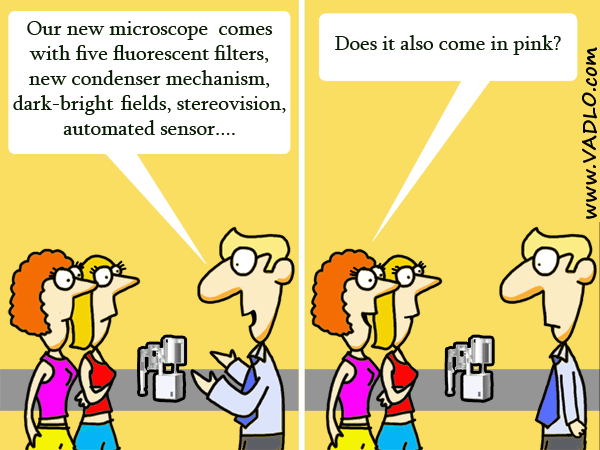 Our new microscope comes
with five fluorescent filters,
new condenser mechanism,
dark-bright fields, stereovision,
automated sensor....
Does it also come in pink?
www.VADLO.com